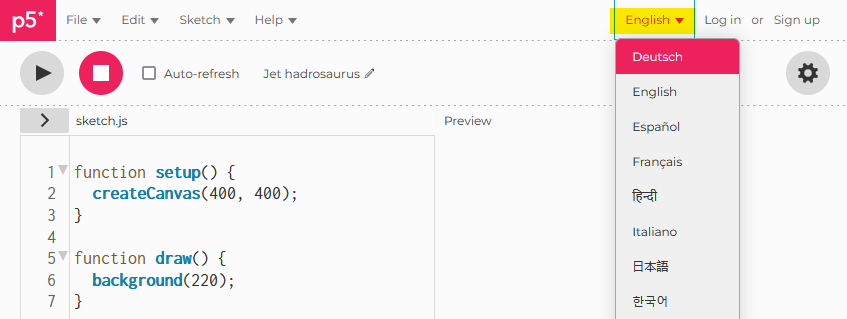 p5* File Edit Sketch Help English Log in or Sign up
Auto-refresh Jet hadrosaurus
Deutsch
English
Español
Français
हिन्दी
Italiano
日本語
한국어
sketch.js Preview
1 function setup() {
2 createCanvas(400, 400);
3 }
4
5 function draw() {
6 background(220);
7 }